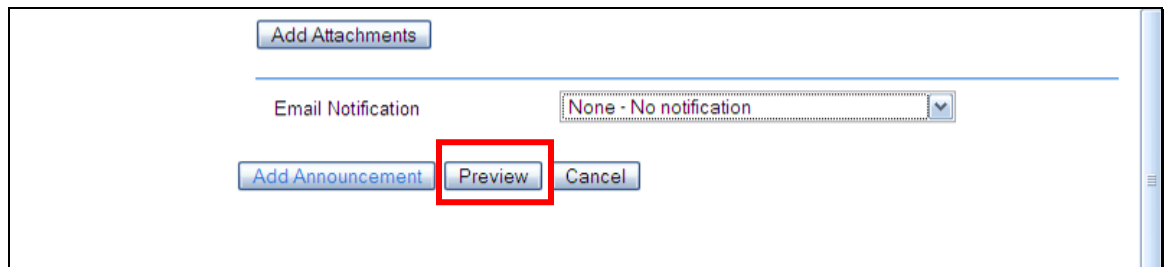 Add Attachments
Email Notification None - No notification
Add Announcement Preview Cancel